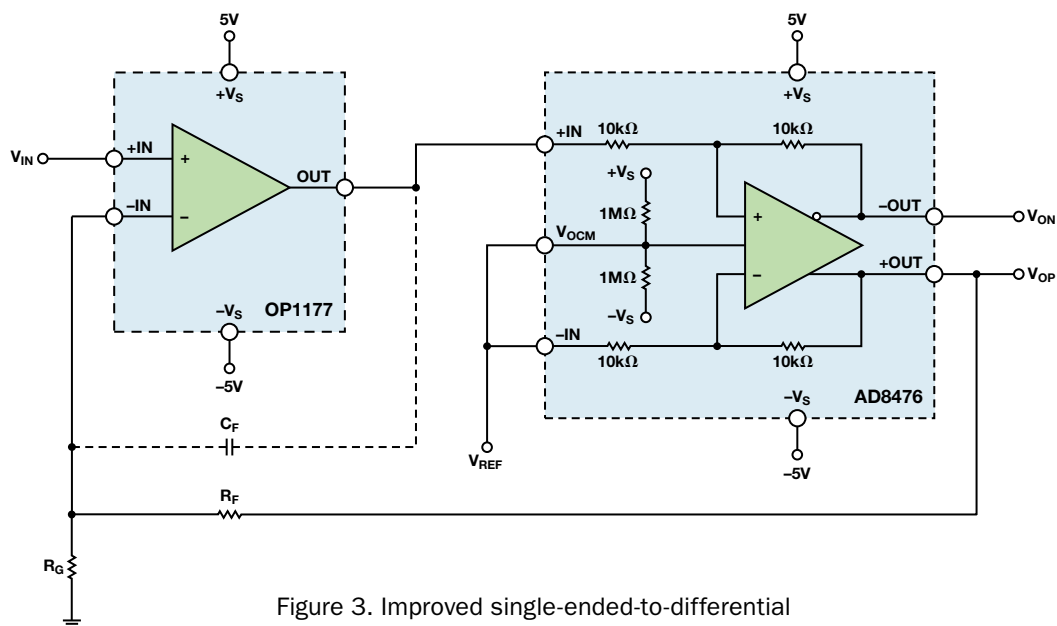 5V
+VS
+IN
VIN
+
OUT
–IN
–
–VS
OP1177
–5V
CF
RF
RG
5V
+VS
+IN
10kΩ
10kΩ
+VS
1MΩ
VOCM
1MΩ
–VS
+
–
–OUT
VON
+OUT
VOP
–IN
10kΩ
10kΩ
AD8476
–VS
–5V
VREF
Figure 3. Improved single-ended-to-differential